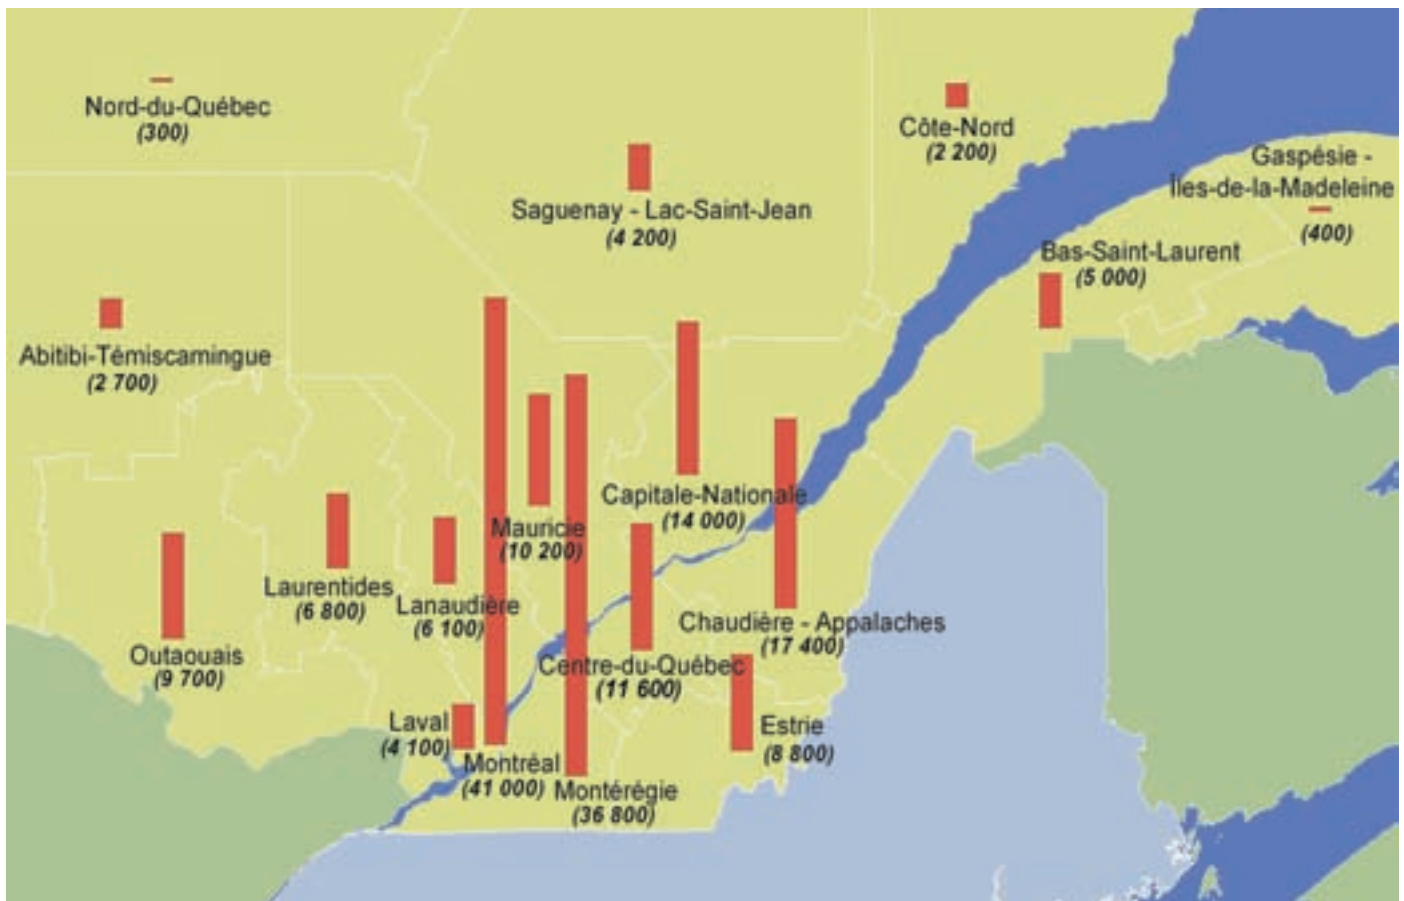 Nord-du-Québec
(300)
Côte-Nord
(2 200)
Gaspésie -
Îles-de-la-Madeleine
(400)
Saguenay - Lac-Saint-Jean
(4 200)
Bas-Saint-Laurent
(5 000)
Abitibi-Témiscamingue
(2 700)
Capitale-Nationale
(14 000)
Mauricie
(10 200)
Laurentides
(6 800)
Lanaudière
(6 100)
Chaudière - Appalaches
(17 400)
Outaouais
(9 700)
Centre-du-Québec
(11 600)
Laval
(4 100)
Estrie
(8 800)
Montréal
(41 000)
Montérégie
(36 800)